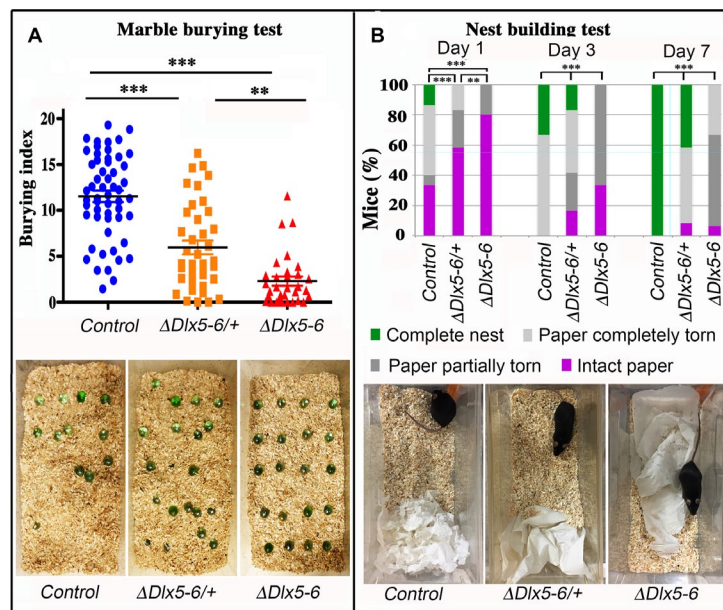 A
Marble burying test
***
***
**
Burying index
20
15
10
5
0
Control
ΔDlx5-6/+
ΔDlx5-6
Control
ΔDlx5-6/+
ΔDlx5-6
B
Nest building test
Day 1
Day 3
Day 7
***
***
**
***
***
Mice (%)
100
80
60
40
20
0
Control
ΔDlx5-6/+
ΔDlx5-6
Control
ΔDlx5-6/+
ΔDlx5-6
Control
ΔDlx5-6/+
ΔDlx5-6
Complete nest
Paper completely torn
Paper partially torn
Intact paper
Control
ΔDlx5-6/+
ΔDlx5-6